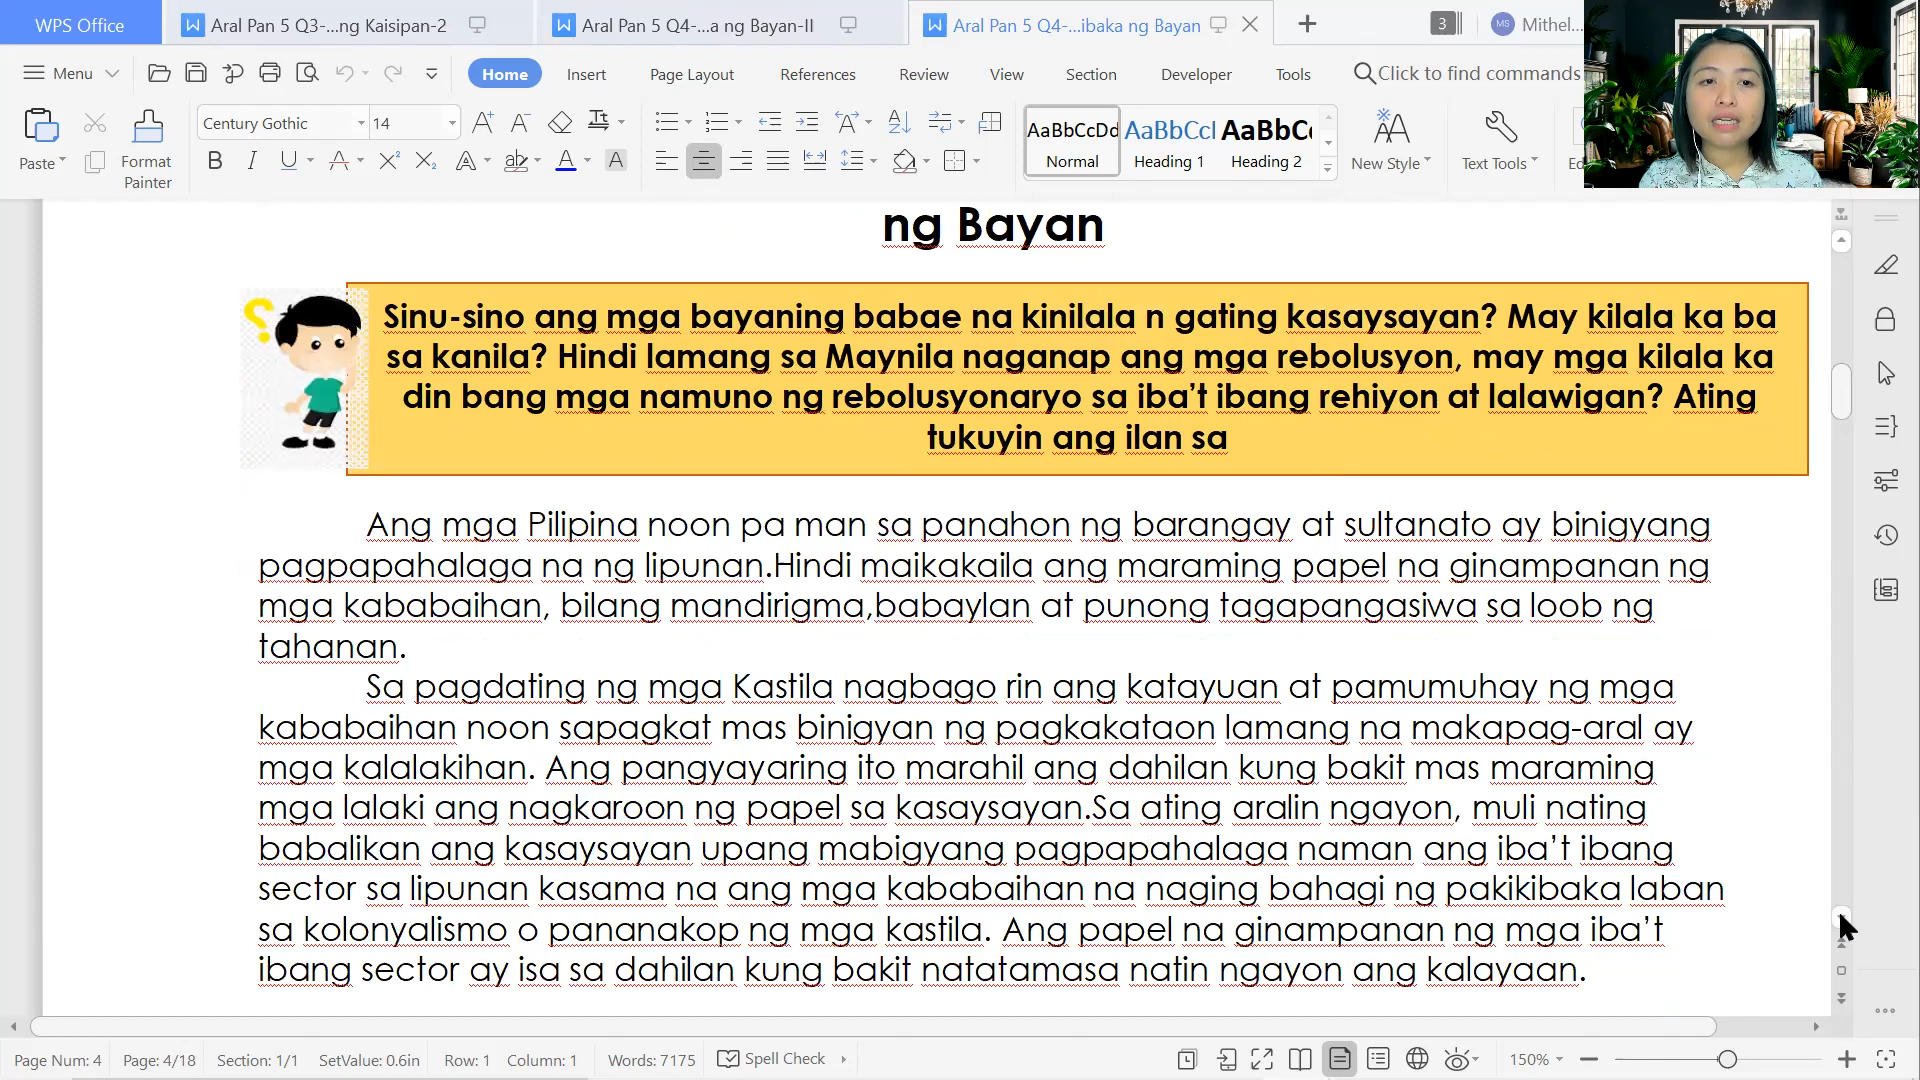 WPS Office
Aral Pan 5 Q3-...ng Kaisipan-2
Aral Pan 5 Q4-...a ng Bayan-II
Aral Pan 5 Q4-...ibaka ng Bayan
3
MS
Mithel...
Menu
Home
Insert
Page Layout
References
Review
View
Section
Developer
Tools
Click to find commands
Paste
Format
Painter
Century Gothic
14
AaBbCcDd
Normal
AaBbCcl
Heading 1
AaBbCc
Heading 2
New Style
Text Tools
ng Bayan
Sinu-sino ang mga bayaning babae na kinilala n gating kasaysayan? May kilala ka ba
sa kanila? Hindi lamang sa Maynila naganap ang mga rebolusyon, may mga kilala ka
din bang mga namuno ng rebolusyonaryo sa iba't ibang rehiyon at lalawigan? Ating
tukuyin ang ilan sa
Ang mga Pilipina noon pa man sa panahon ng barangay at sultanato ay binigyang
pagpapahalaga na ng lipunan.Hindi maikakaila ang maraming papel na ginampanan ng
mga kababaihan, bilang mandirigma,babaylan at punong tagapangasiwa sa loob ng
tahanan.
Sa pagdating ng mga Kastila nagbago rin ang katayuan at pamumuhay ng mga
kababaihan noon sapagkat mas binigyan ng pagkakataon lamang na makapag-aral ay
mga kalalakihan. Ang pangyayaring ito marahil ang dahilan kung bakit mas maraming
mga lalaki ang nagkaroon ng papel sa kasaysayan.Sa ating aralin ngayon, muli nating
babalikan ang kasaysayan upang mabigyang pagpapahalaga naman ang iba't ibang
sector sa lipunan kasama na ang mga kababaihan na naging bahagi ng pakikibaka laban
sa kolonyalismo o pananakop ng mga kastila. Ang papel na ginampanan ng mga iba't
ibang sector ay isa sa dahilan kung bakit natatamasa natin ngayon ang kalayaan.
Page Num: 4
Page: 4/18
Section: 1/1
SetValue: 0.6in
Row: 1
Column: 1
Words: 7175
Spell Check
150%